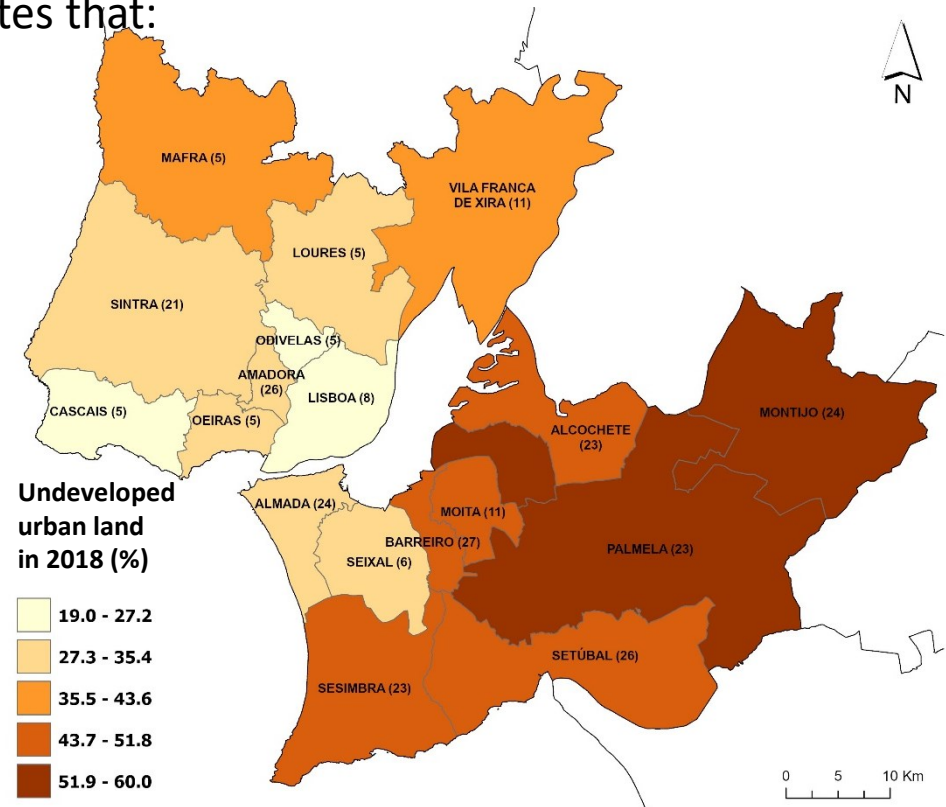 tes that:
N
MAFRA (5)
VILA FRANCA
DE XIRA (11)
LOURES (5)
SINTRA (21)
ODIVELAS (5)
AMADORA
(26)
LISBOA (8)
CASCAIS (5)
OEIRAS (5)
MONTIJO (24)
ALCOCHETE
(23)
ALMADA (24)
MOITA (11)
BARREIRO (27)
SEIXAL (6)
PALMELA (23)
SETÚBAL (26)
SESIMBRA (23)
Undeveloped
urban land
in 2018 (%)
19.0 - 27.2
27.3 - 35.4
35.5 - 43.6
43.7 - 51.8
51.9 - 60.0
0 5 10 Km